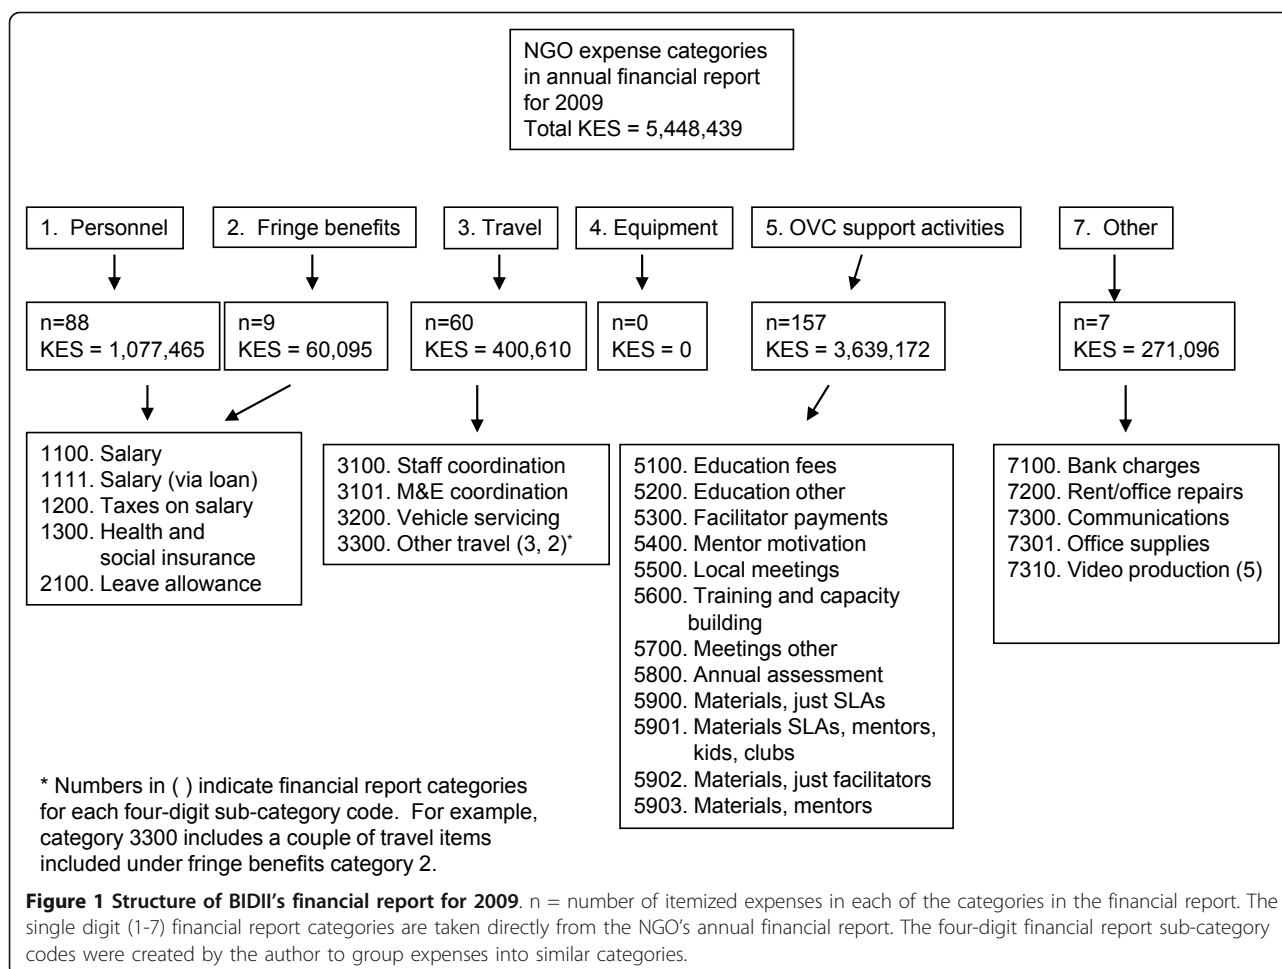 NGO expense categories
in annual financial report
for 2009
Total KES = 5,448,439
1. Personnel
2. Fringe benefits
3. Travel
4. Equipment
5. OVC support activities
7. Other
n=88
KES = 1,077,465
n=9
KES = 60,095
n=60
KES = 400,610
n=0
KES = 0
n=157
KES = 3,639,172
n=7
KES = 271,096
1100. Salary
1111. Salary (via loan)
1200. Taxes on salary
1300. Health and
social insurance
2100. Leave allowance
3100. Staff coordination
3101. M&E coordination
3200. Vehicle servicing
3300. Other travel (3, 2)*
5100. Education fees
5200. Education other
5300. Facilitator payments
5400. Mentor motivation
5500. Local meetings
5600. Training and capacity
building
5700. Meetings other
5800. Annual assessment
5900. Materials, just SLAs
5901. Materials SLAs, mentors,
kids, clubs
5902. Materials, just facilitators
5903. Materials, mentors
7100. Bank charges
7200. Rent/office repairs
7300. Communications
7301. Office supplies
7310. Video production (5)
* Numbers in ( ) indicate financial report categories
for each four-digit sub-category code. For example,
category 3300 includes a couple of travel items
included under fringe benefits category 2.
Figure 1 Structure of BIDII's financial report for 2009. n = number of itemized expenses in each of the categories in the financial report. The
single digit (1-7) financial report categories are taken directly from the NGO's annual financial report. The four-digit financial report sub-category
codes were created by the author to group expenses into similar categories.